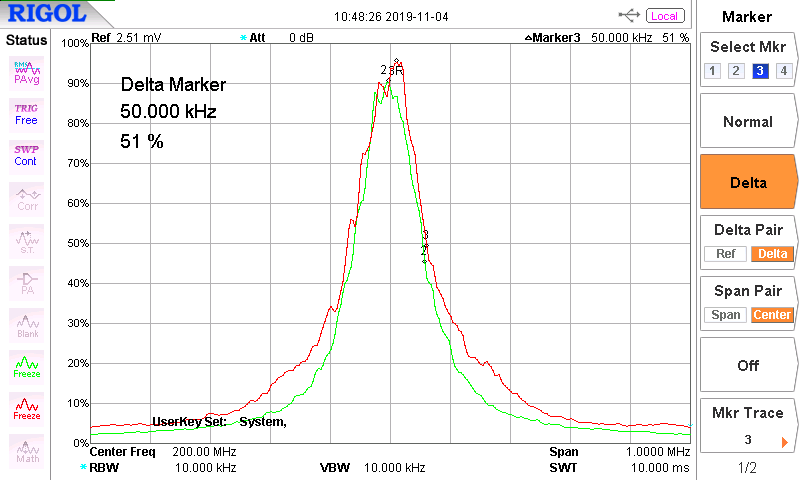 RIGOL
10:48:26 2019-11-04
Local
Marker
Status
Ref 2.51 mV
Att 0 dB
Marker3 50.000 kHz 51 %
Select Mkr
1 2 3 4
RMS
PAvg
TRIG
Free
SWP
Cont
Corr
S.T.
PA
Blank
Freeze
Freeze
Math
100%
90%
80%
70%
60%
50%
40%
30%
20%
10%
0%
Delta Marker
50.000 kHz
51 %
3R
3
2
UserKey Set: System,
Center Freq 200.00 MHz
Span 1.0000 MHz
RBW 10.000 kHz
VBW 10.000 kHz
SWT 10.000 ms
Normal
Delta
Delta Pair
Ref Delta
Span Pair
Span Center
Off
Mkr Trace
3
1/2